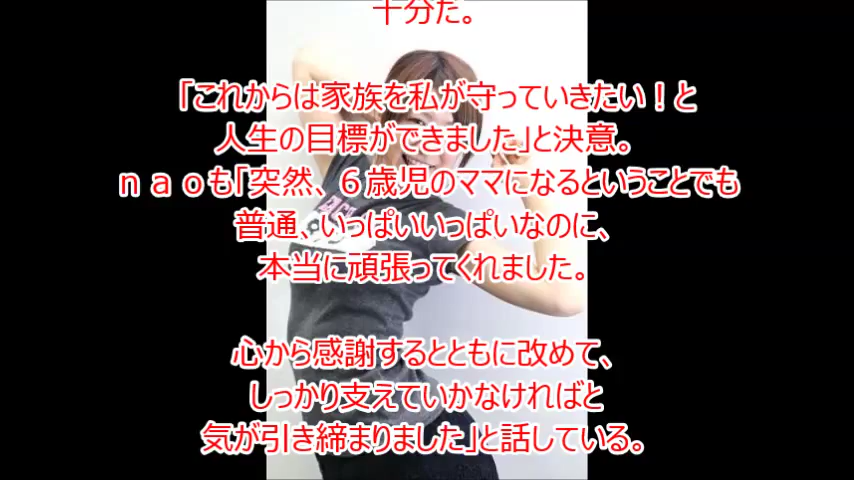 十分だ。
「これからは家族を私が守っていきたい！と
人生の目標ができました」と決意。
ｎａｏも「突然、６歳児のママになるということでも
普通、いっぱいいっぱいなのに、
本当に頑張ってくれました。
心から感謝するとともに改めて、
しっかり支えていかなければと
気が引き締まりました」と話している。